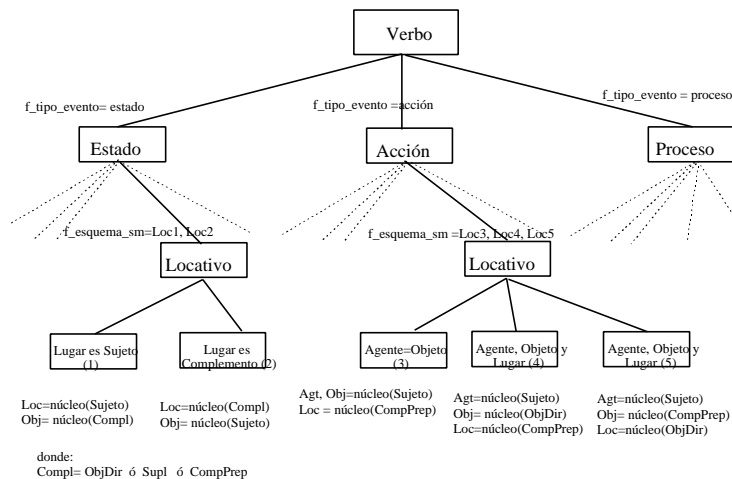 Verbo
f_tipo_evento= estado
f_tipo_evento =acción
f_tipo_evento = proceso
Estado
Acción
Proceso
f_esquema_sm=Loc1, Loc2
f_esquema_sm =Loc3, Loc4, Loc5
Locativo
Locativo
Lugar es Sujeto
(1)
Lugar es
Complemento (2)
Agente=Objeto
(3)
Agente, Objeto y
Lugar (4)
Agente, Objeto y
Lugar (5)
Loc=núcleo(Sujeto)
Obj= núcleo(Compl)
Loc=núcleo(Compl)
Obj= núcleo(Sujeto)
Agt, Obj=núcleo(Sujeto)
Loc = núcleo(CompPrep)
Agt=núcleo(Sujeto)
Obj= núcleo(ObjDir)
Loc=núcleo(CompPrep)
Agt=núcleo(Sujeto)
Obj= núcleo(CompPrep)
Loc=núcleo(ObjDir)
donde:
Compl= ObjDir ó Supl ó CompPrep